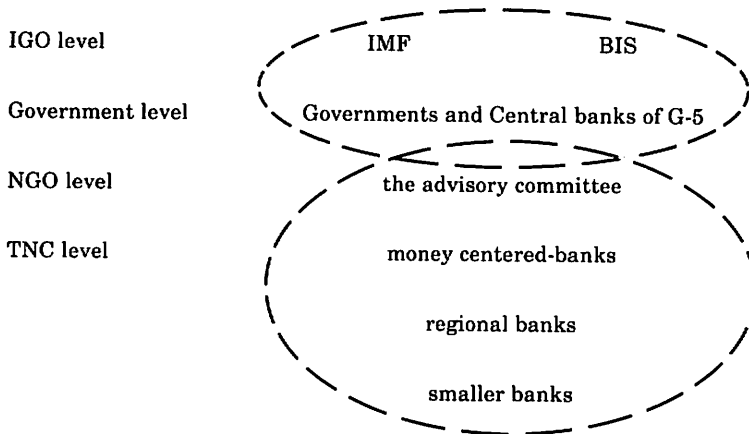 IGO level IMF BIS
Government level Governments and Central banks of G-5
NGO level the advisory committee
TNC level money centered-banks
regional banks
smaller banks